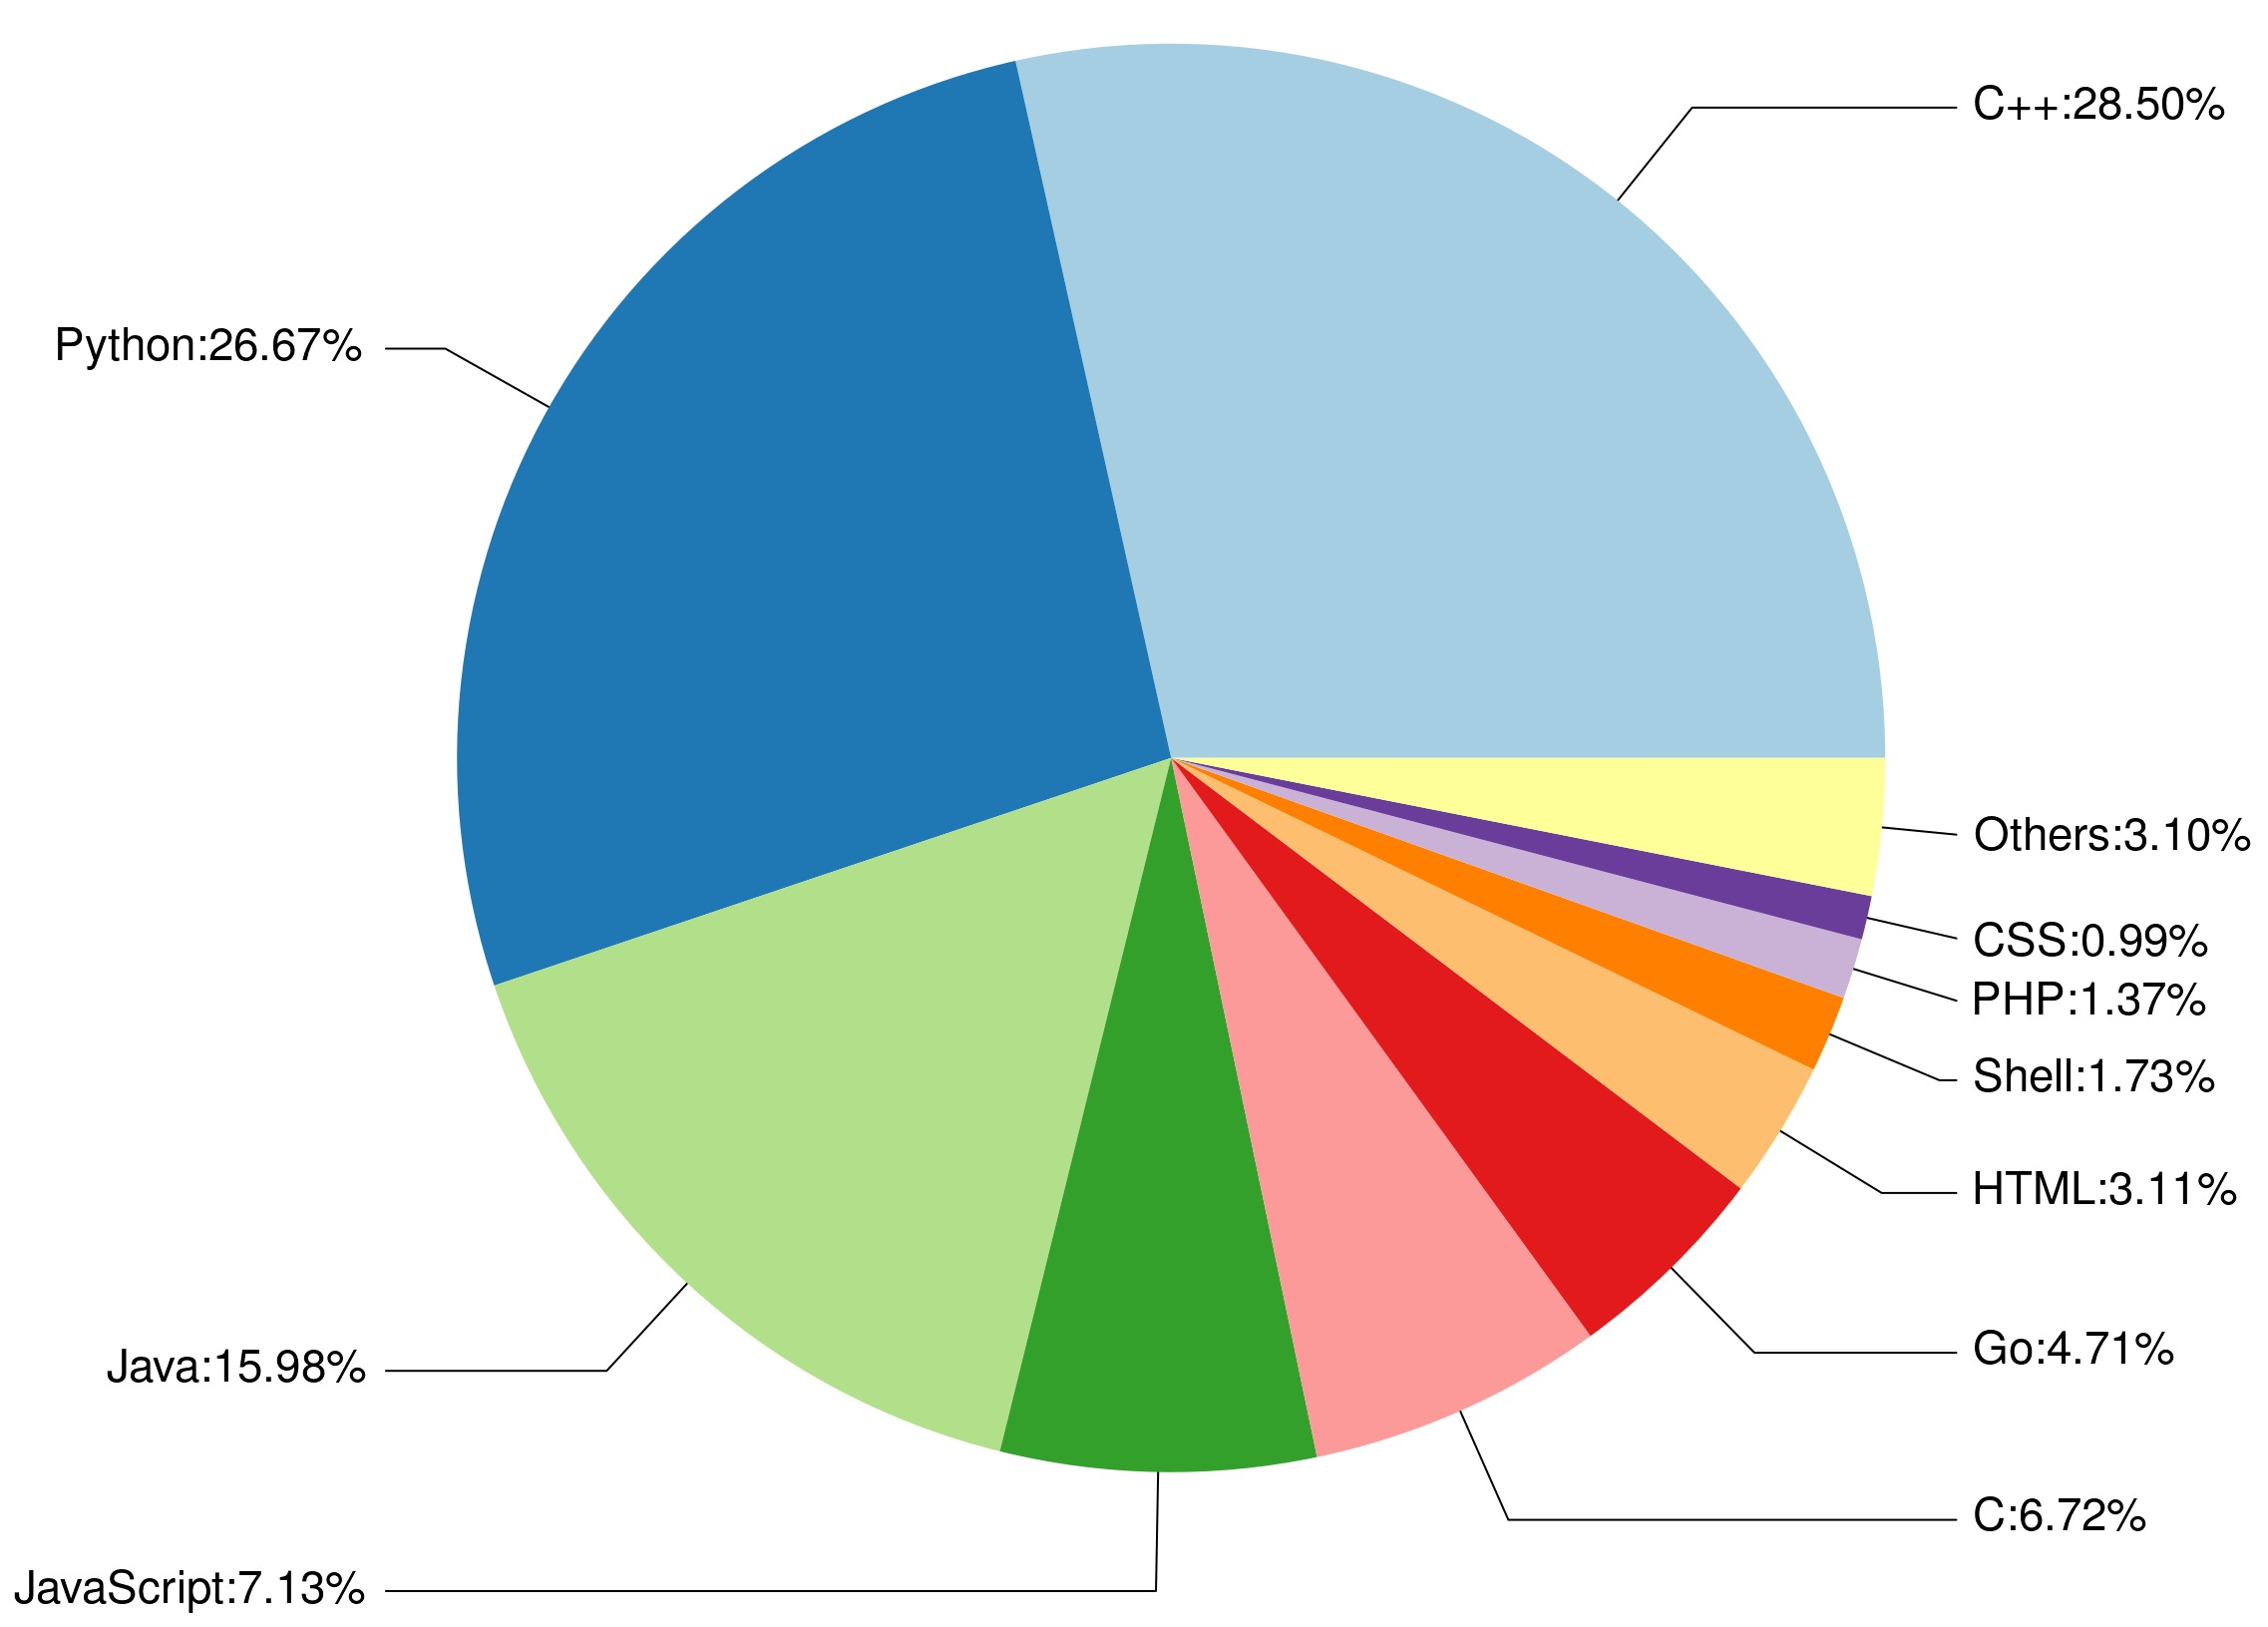 C++:28.50%
Python:26.67%
Others:3.10%
CSS:0.99%
PHP:1.37%
Shell:1.73%
HTML:3.11%
Go:4.71%
Java:15.98%
C:6.72%
JavaScript:7.13%